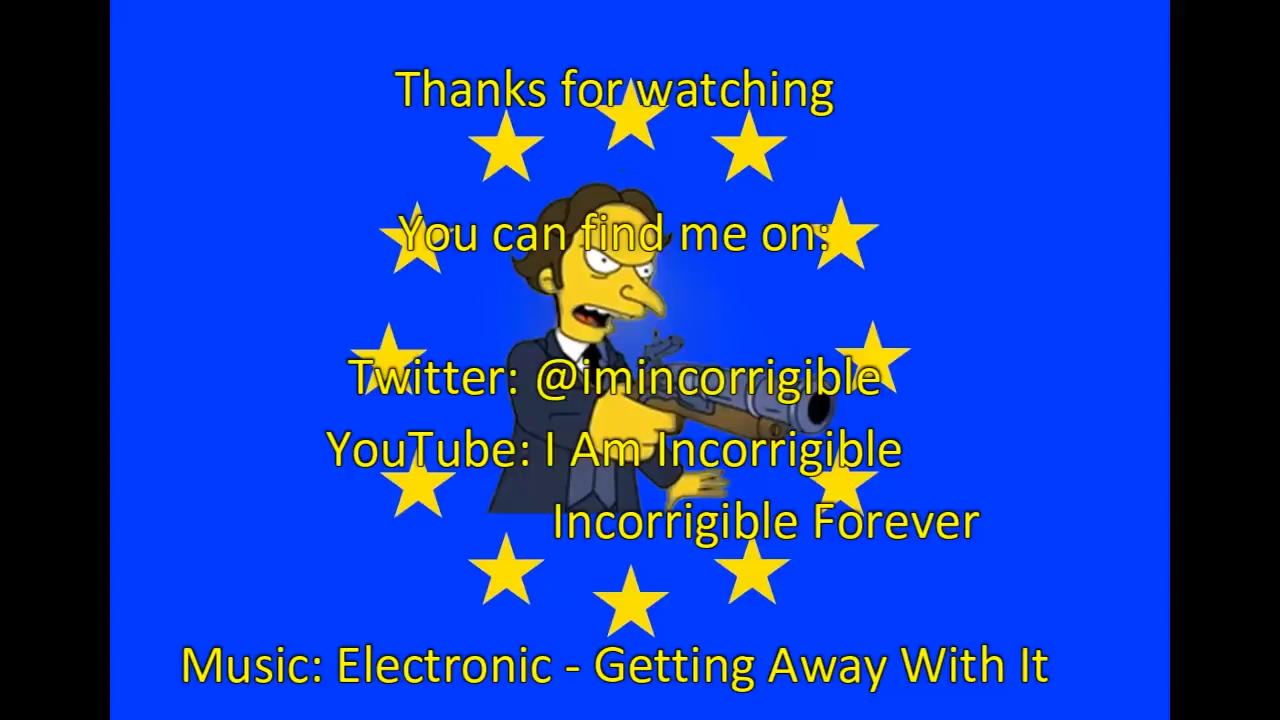 Thanks for watching
You can find me on:
Twitter: @imincorrigible
YouTube: I Am Incorrigible
Incorrigible Forever
Music: Electronic - Getting Away With It